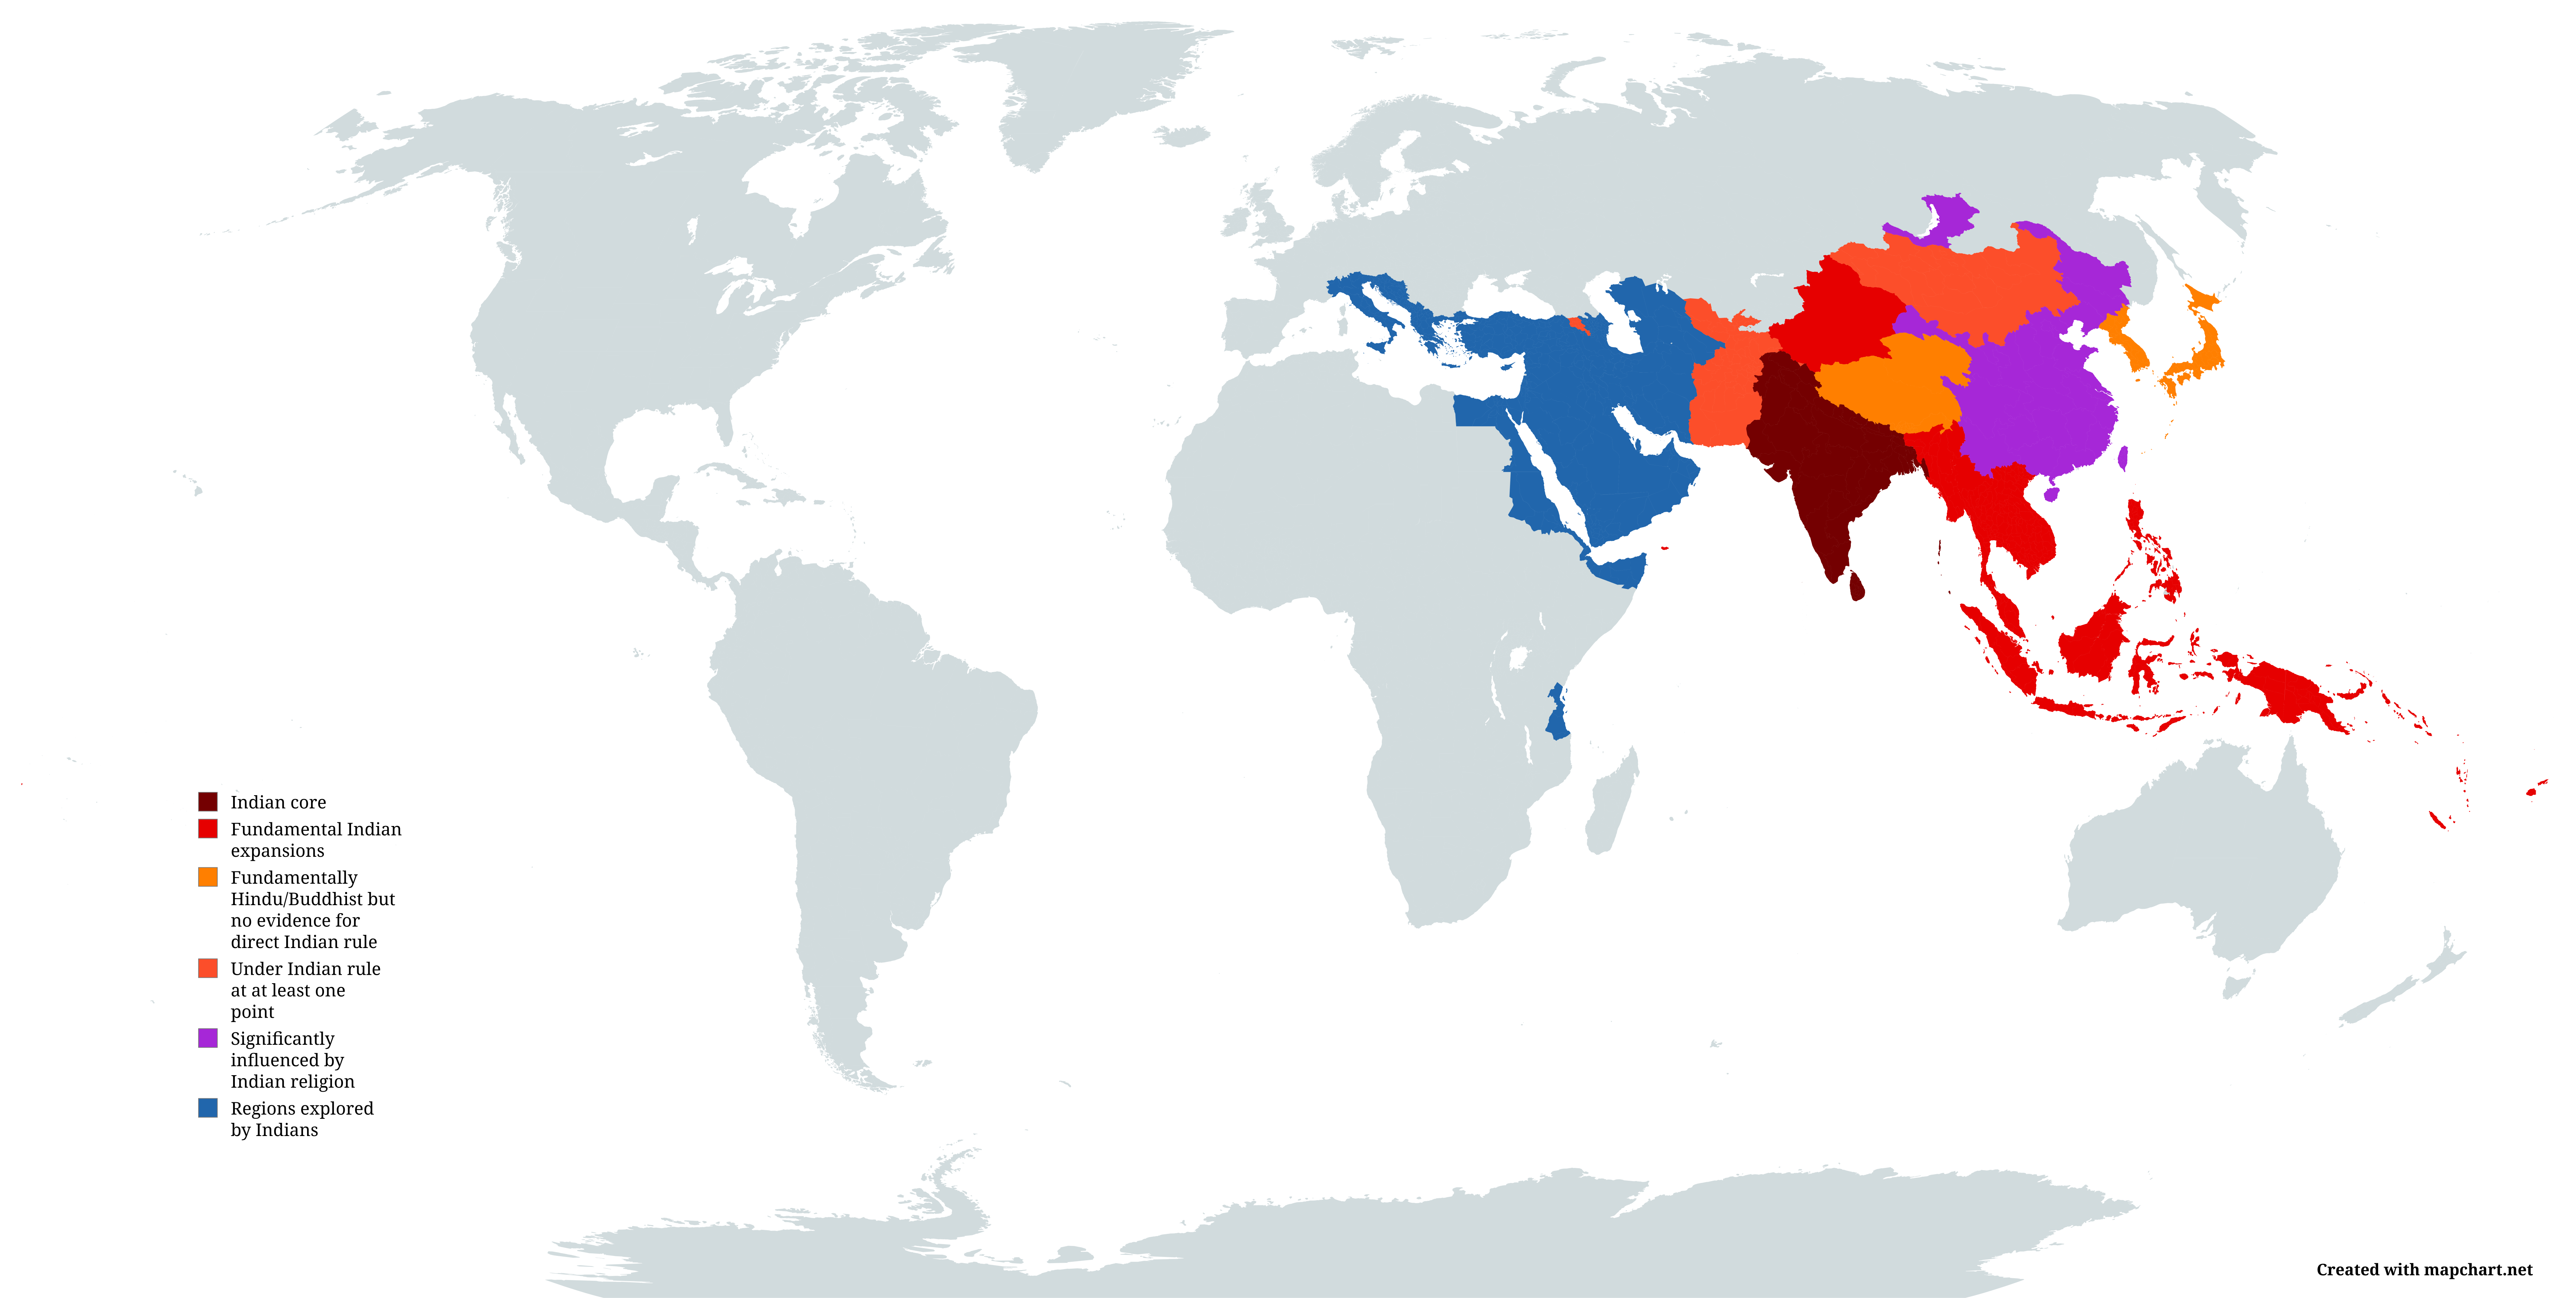 Indian core
Fundamental Indian
expansions
Fundamentally
Hindu/Buddhist but
no evidence for
direct Indian rule
Under Indian rule
at at least one
point
Significantly
influenced by
Indian religion
Regions explored
by Indians
Created with mapchart.net